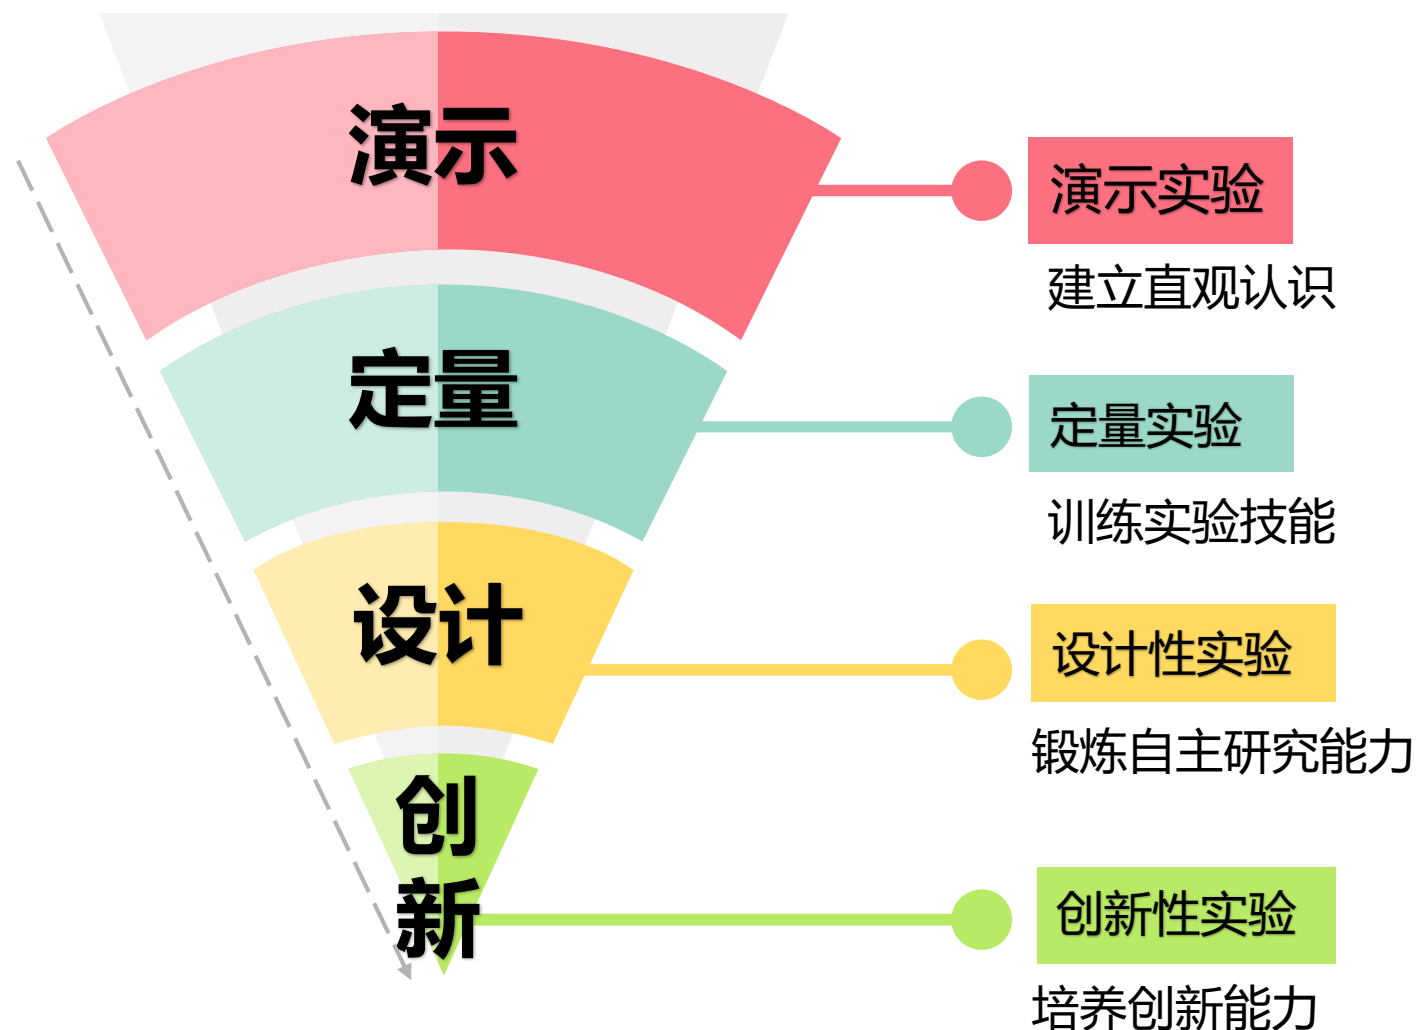 演示
演示实验
建立直观认识
定量
定量实验
训练实验技能
设计
设计性实验
锻炼自主研究能力
创
新
创新性实验
培养创新能力